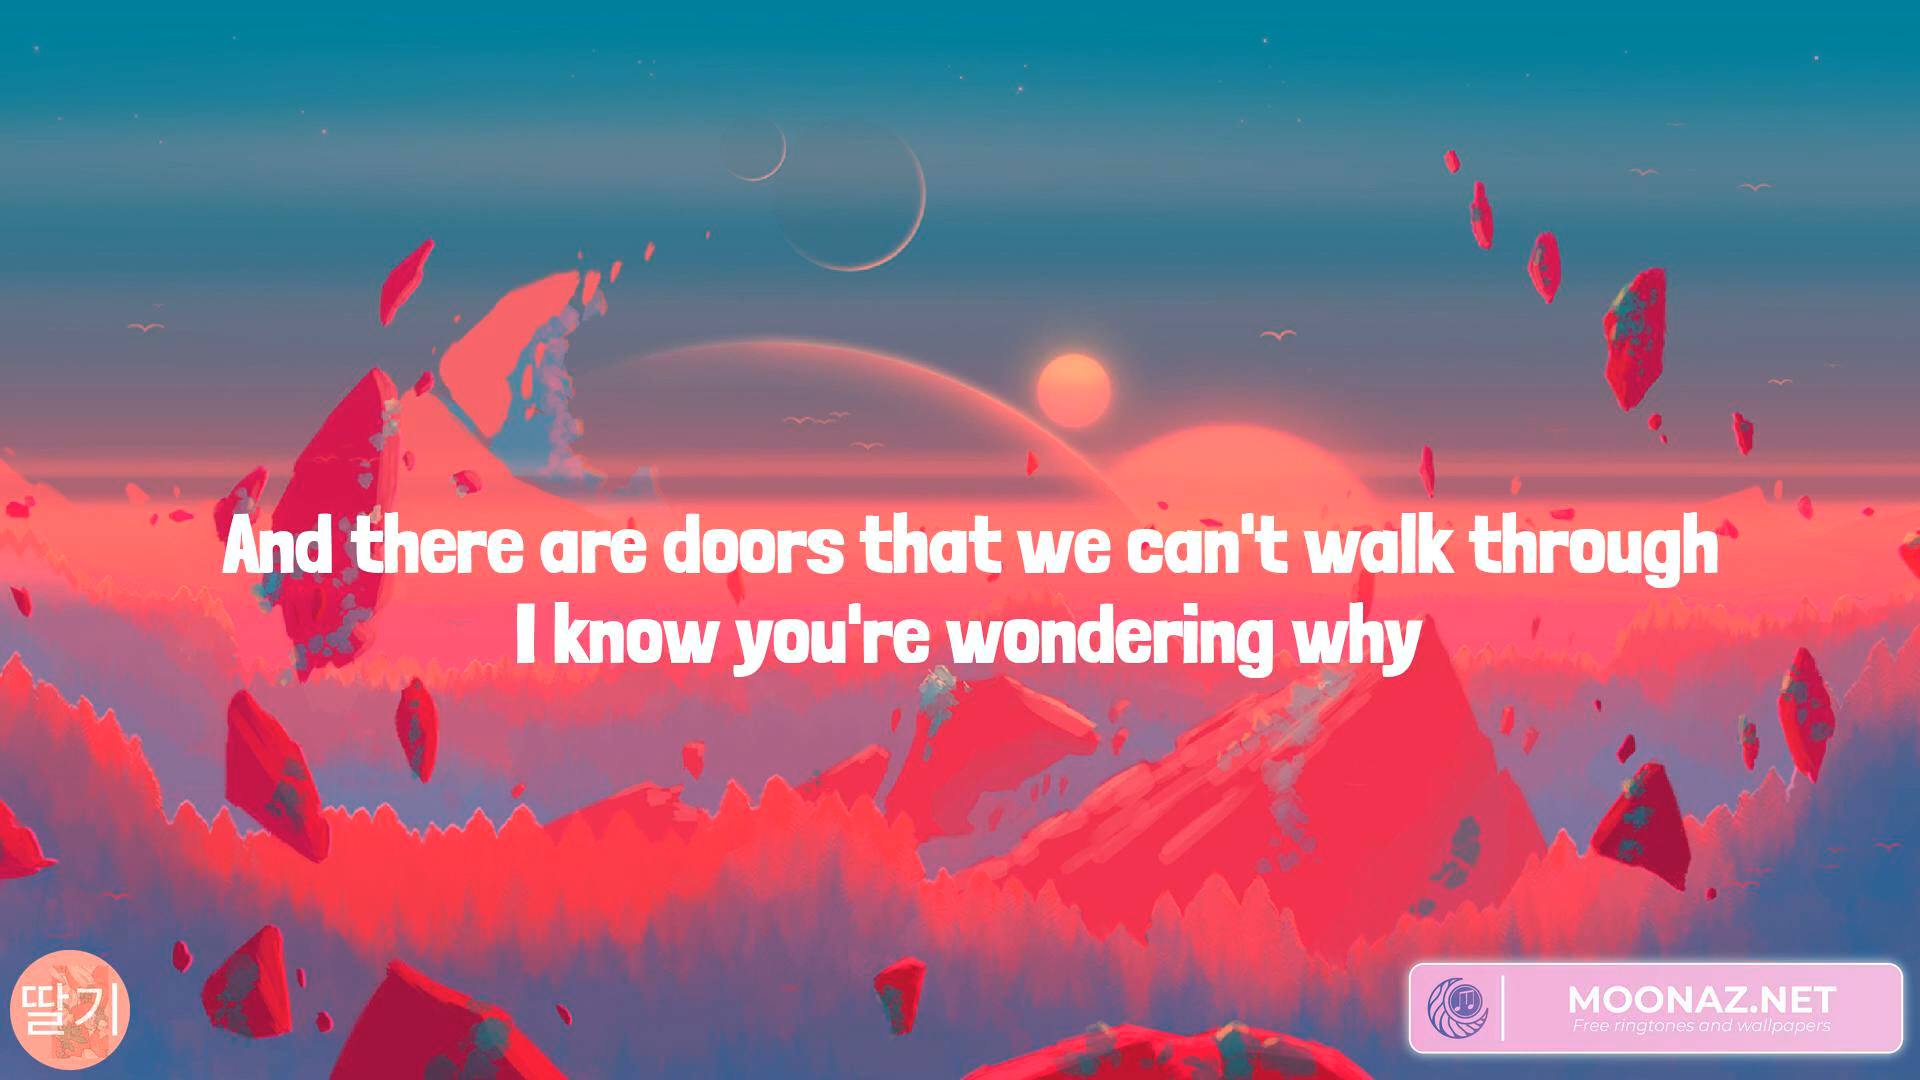 And there are doors that we can't walk through
I know you're wondering why
딸기
MOONAZ.NET
Free ringtones and wallpapers